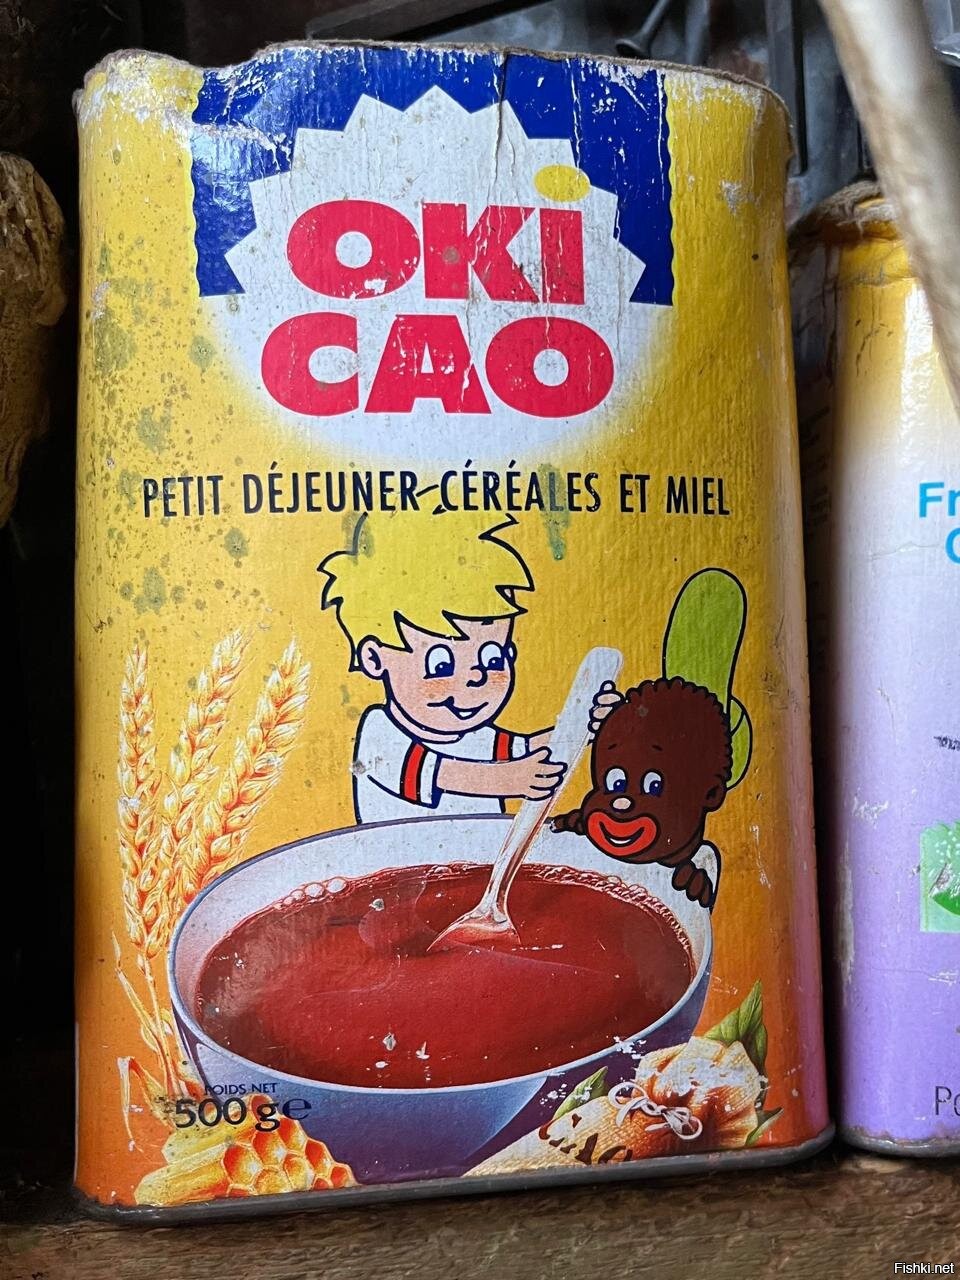 OKi
CAO
PETIT DÉJEUNER CÉRÉALES ET MIEL
POIDS NET
500 g e
Fishki.net